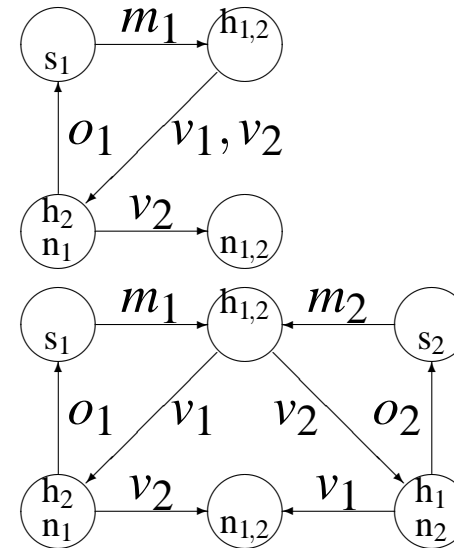 m₁ h₁,₂
s₁
o₁ v₁, v₂
h₂ v₂
n₁ n₁,₂
m₁ h₁,₂ m₂
s₁ s₂
o₁ v₁ v₂ o₂
h₂ v₂ v₁ h₁
n₁ n₁,₂ n₂